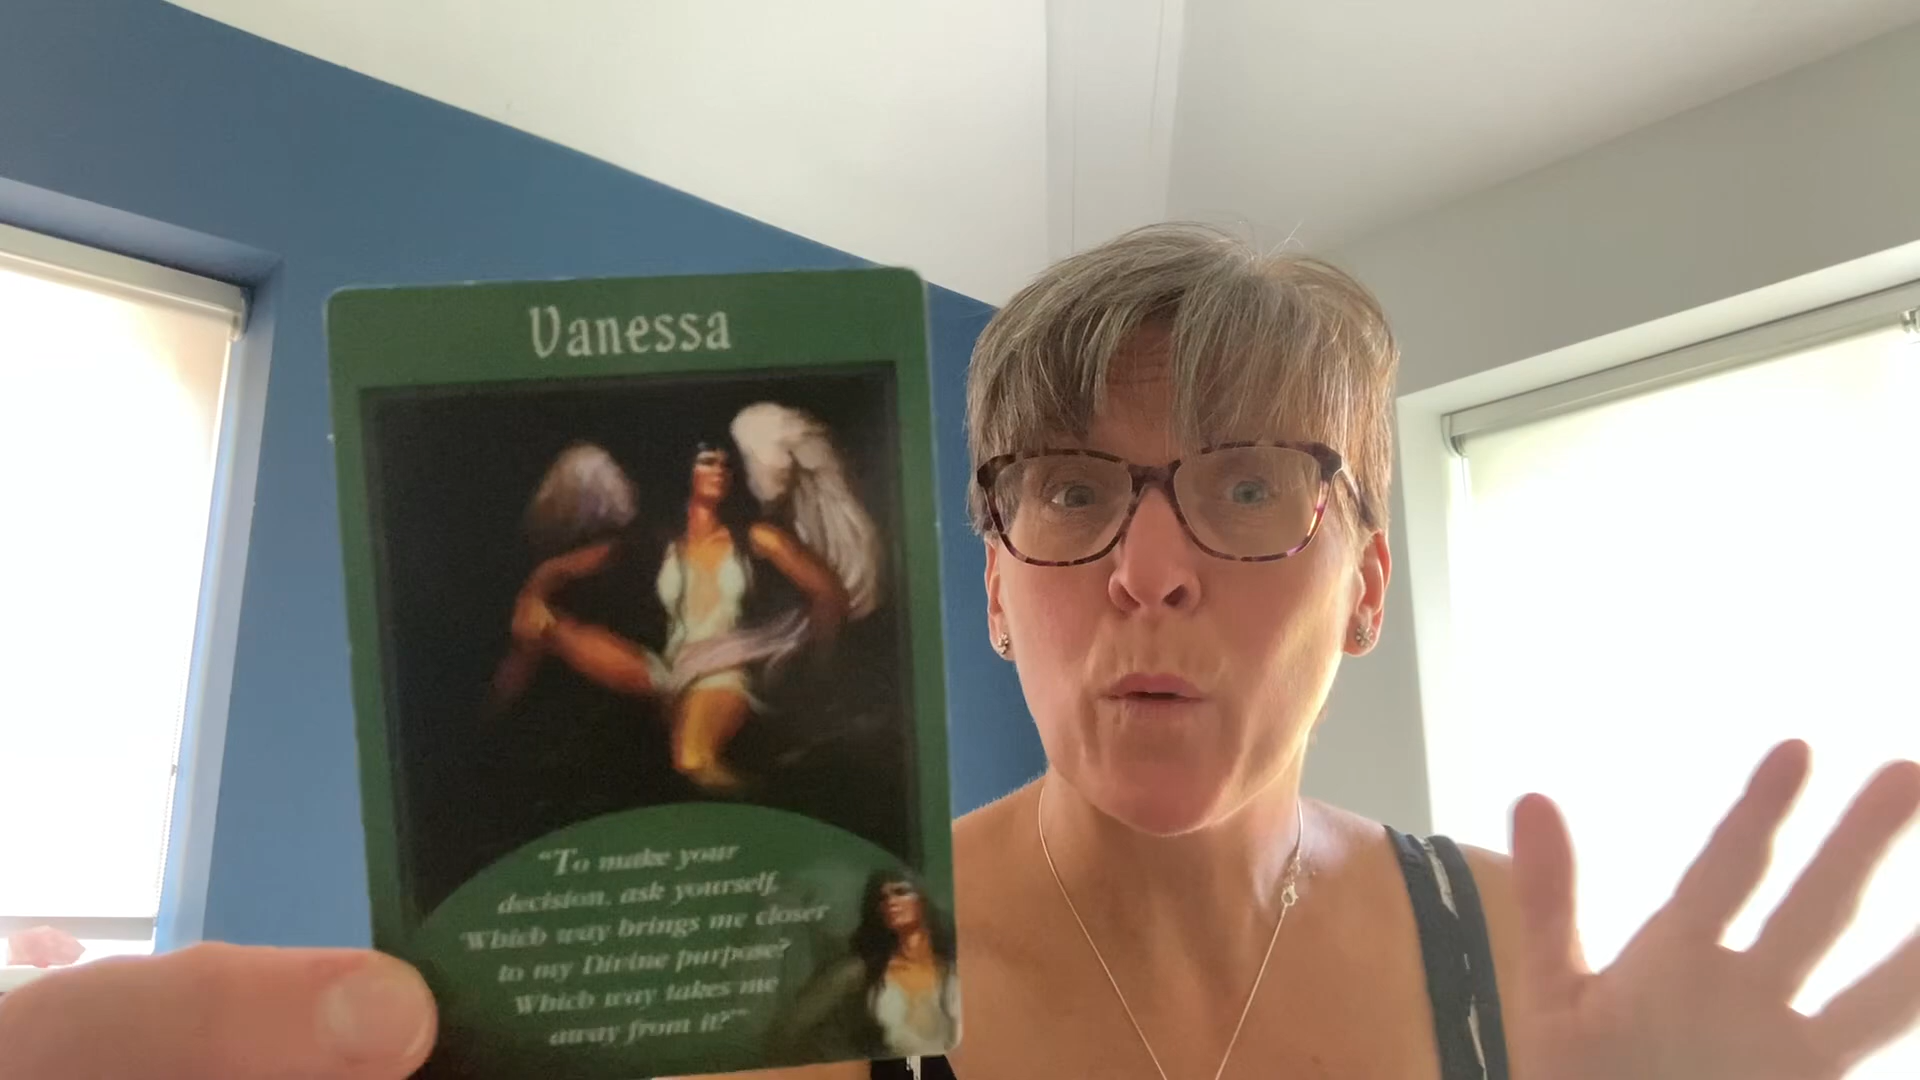 Vanessa
“To make your
decision, ask yourself,
‘Which way brings me closer
to my Divine purpose?
Which way takes me
away from it?’”